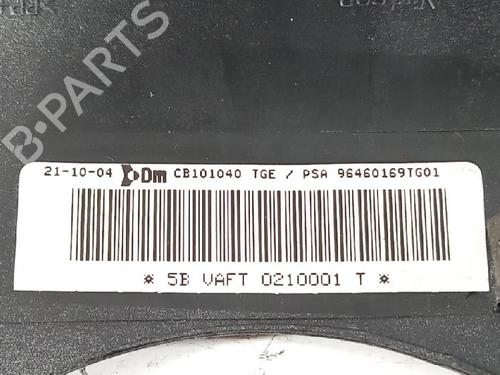 B-PARTS
21-10-04 Dm CB101040 TGE / PSA 96460169TG01
* 5B VAFT 0210001 T *